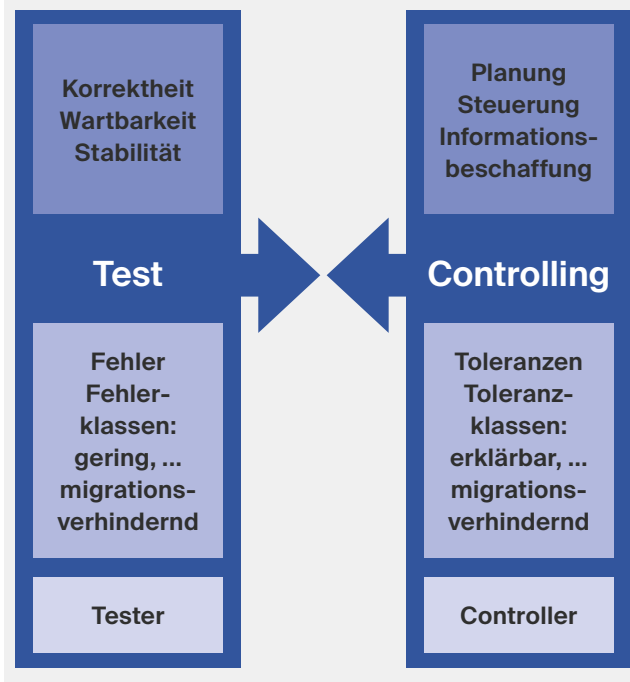 Korrektheit
Wartbarkeit
Stabilität
Test
Fehler
Fehler-
klassen:
gering, ...
migrations-
verhindernd
Tester
Planung
Steuerung
Informations-
beschaffung
Controlling
Toleranzen
Toleranz-
klassen:
erklärbar, ...
migrations-
verhindernd
Controller